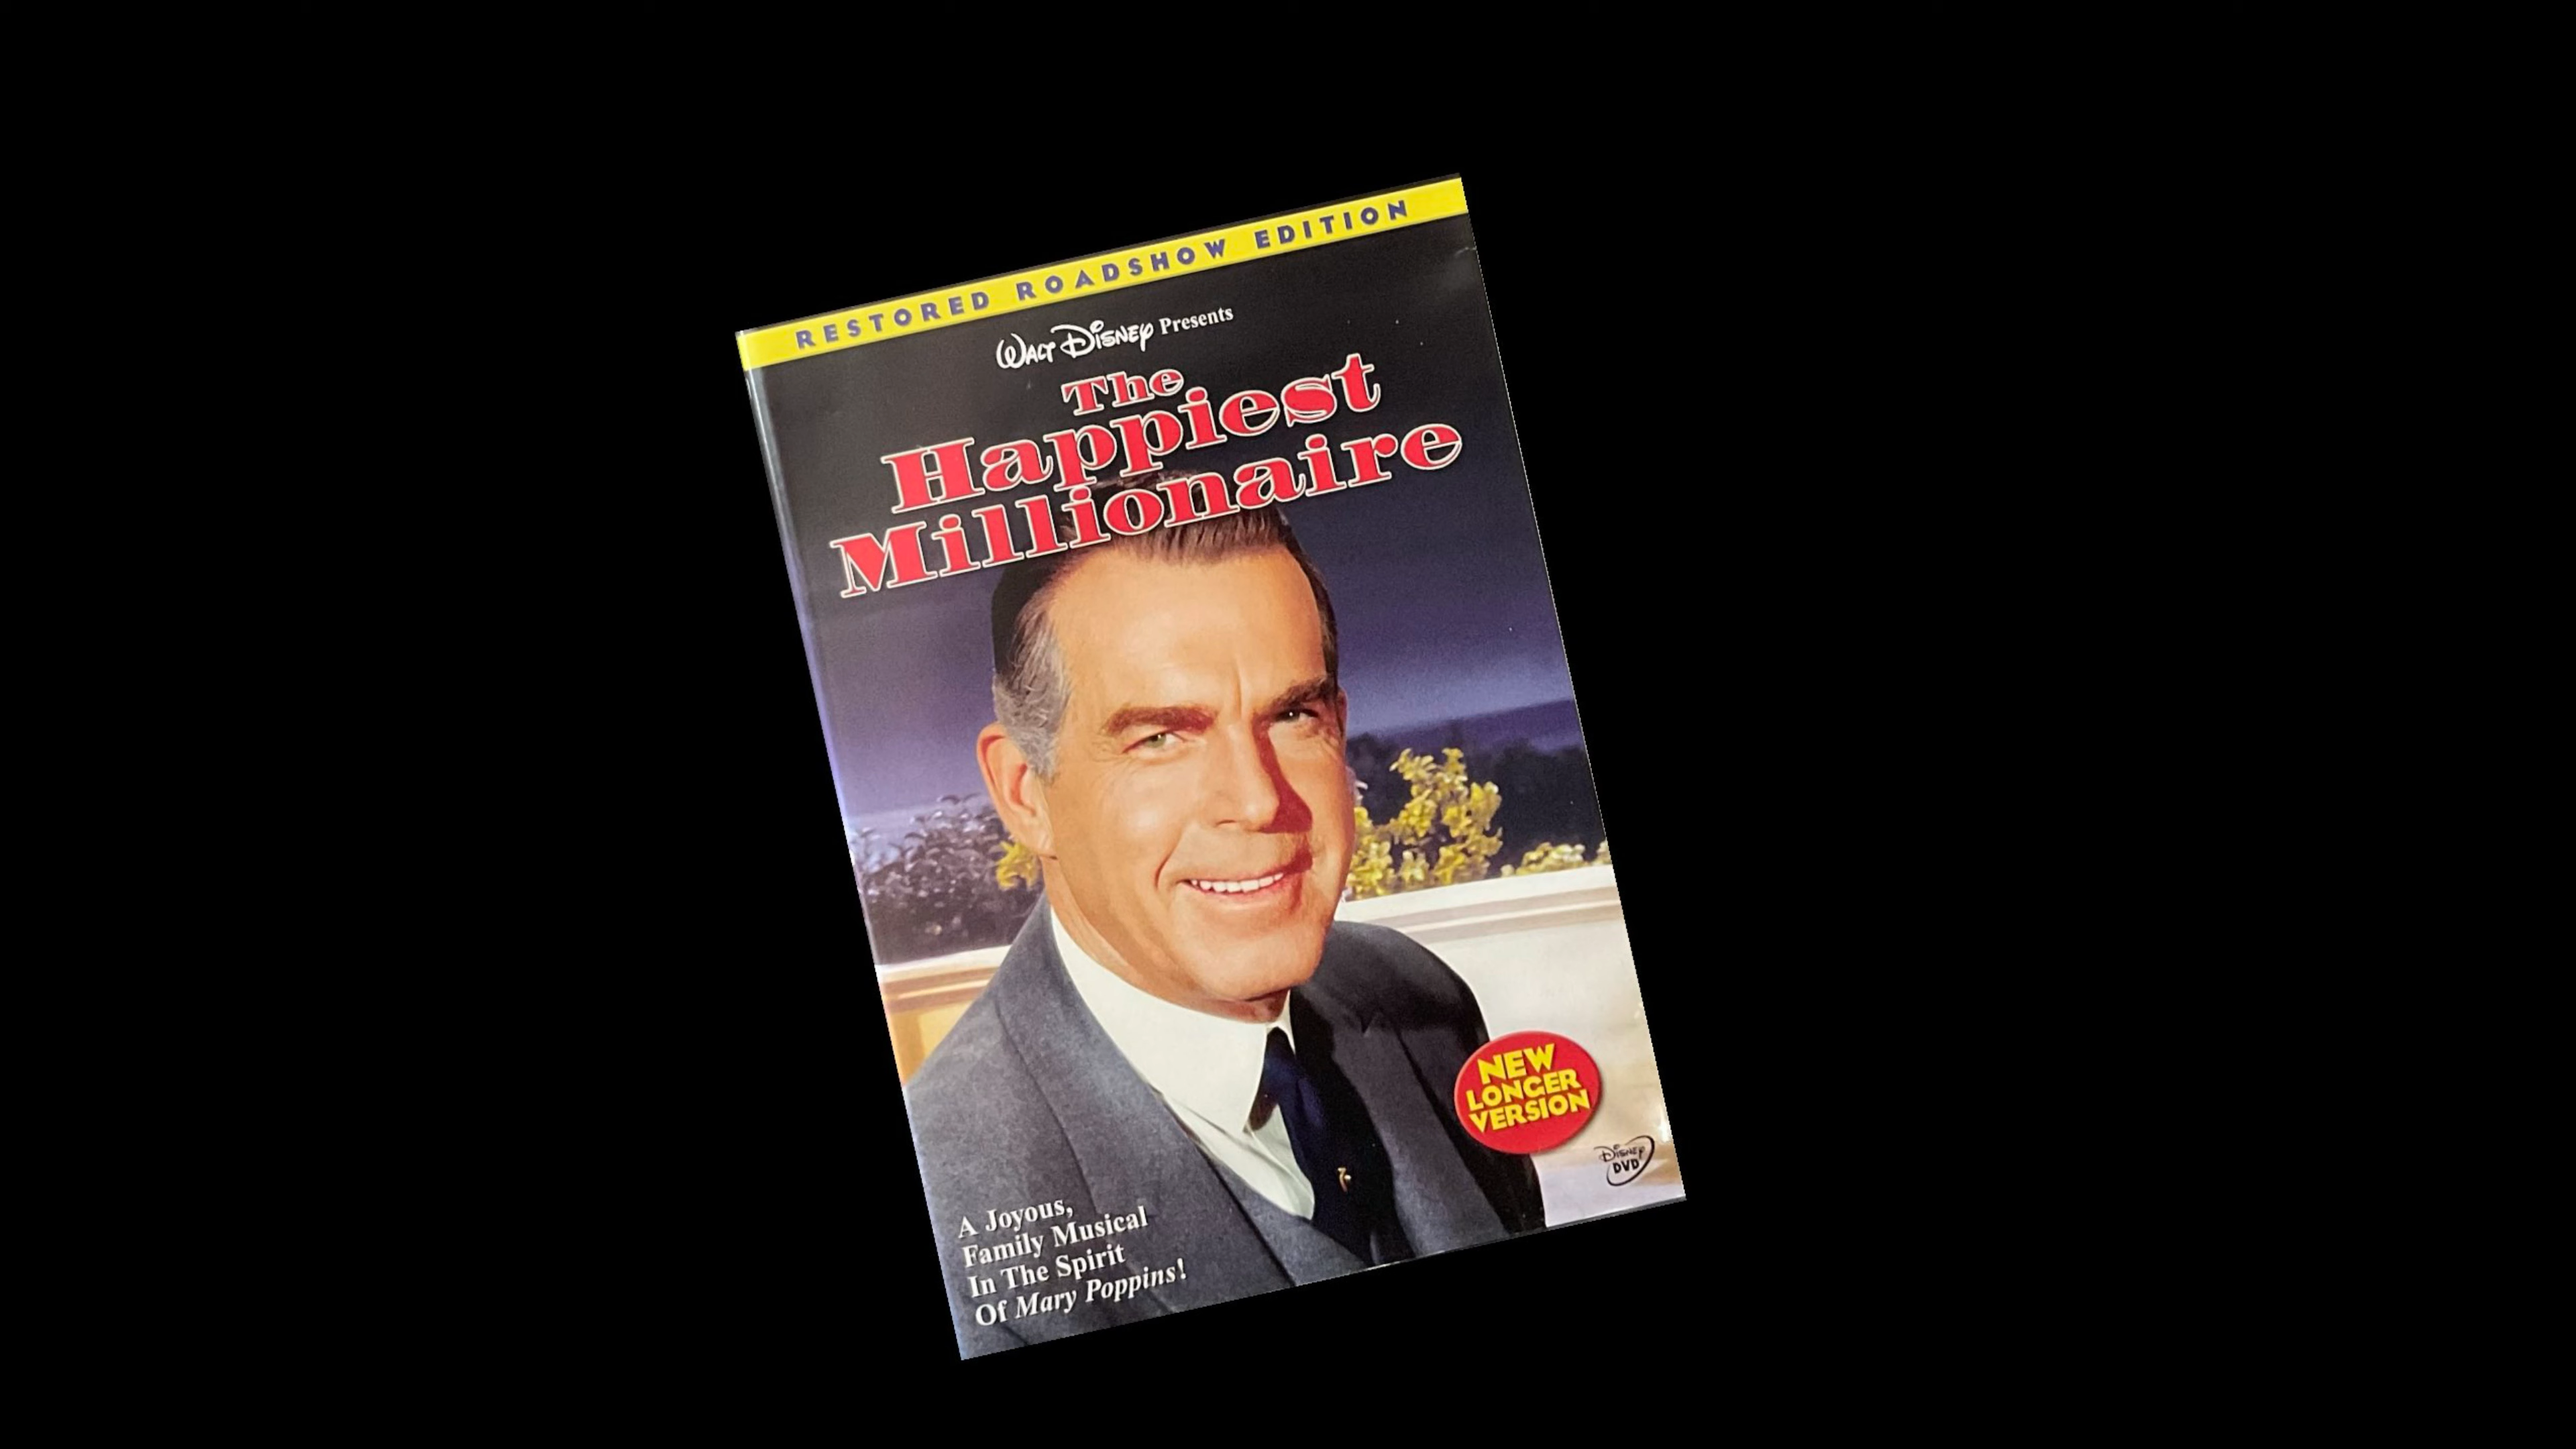 RESTORED ROADSHOW EDITION
WALT DISNEY Presents
The
Happiest
Millionaire
NEW
LONGER
VERSION
DISNEY
DVD
A Joyous,
Family Musical
In The Spirit
Of Mary Poppins!